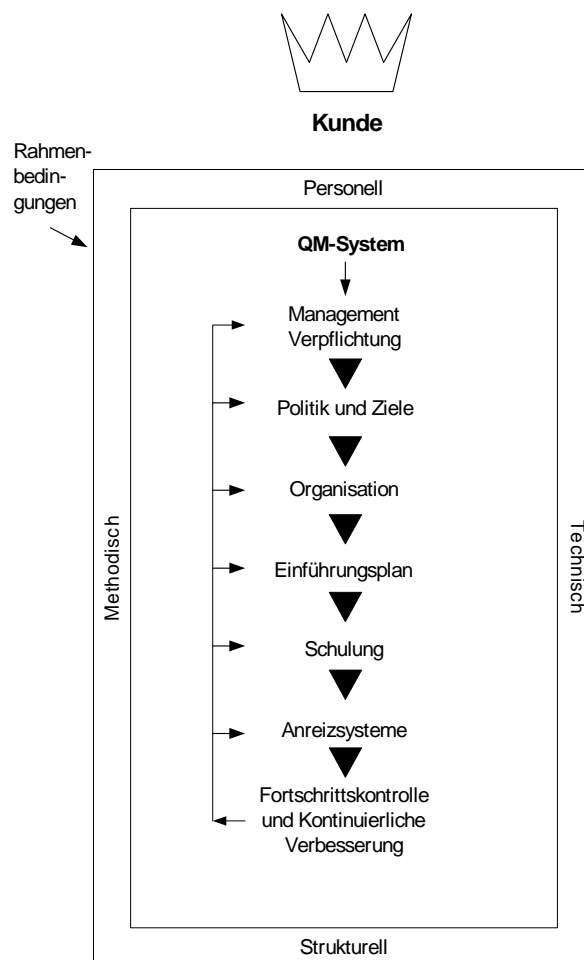 Kunde
Rahmen-
bedin-
gungen
Personell
QM-System
Management
Verpflichtung
Politik und Ziele
Organisation
Einführungsplan
Schulung
Anreizsysteme
Fortschrittskontrolle
und Kontinuierliche
Verbesserung
Methodisch
Technisch
Strukturell